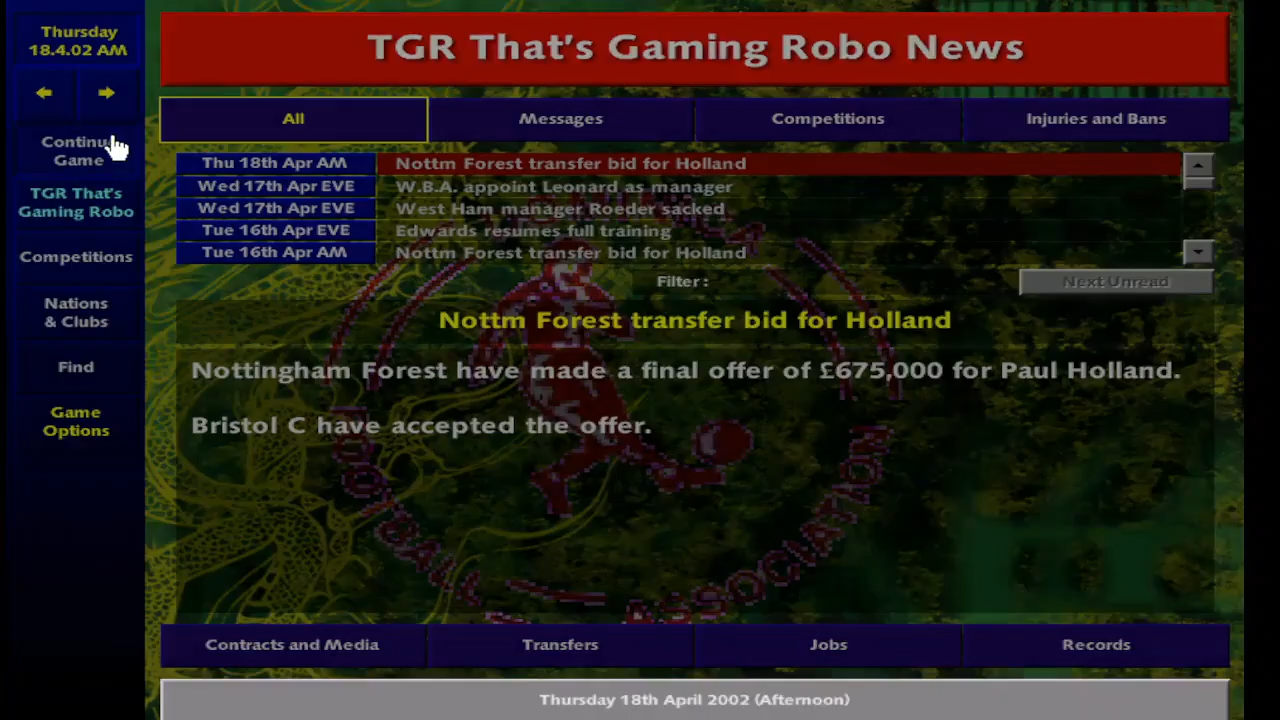 Thursday
18.4.02 AM
TGR That's Gaming Robo News
All
Messages
Competitions
Injuries and Bans
Continu
Game
TGR That's
Gaming Robo
Competitions
Nations
& Clubs
Find
Game
Options
Thu 18th Apr AM Nottm Forest transfer bid for Holland
Wed 17th Apr EVE W.B.A. appoint Leonard as manager
Wed 17th Apr EVE West Ham manager Roeder sacked
Tue 16th Apr EVE Edwards resumes full training
Tue 16th Apr AM Nottm Forest transfer bid for Holland
Filter :
Next Unread
Nottm Forest transfer bid for Holland
Nottingham Forest have made a final offer of £675,000 for Paul Holland.
Bristol C have accepted the offer.
Contracts and Media
Transfers
Jobs
Records
Thursday 18th April 2002 (Afternoon)